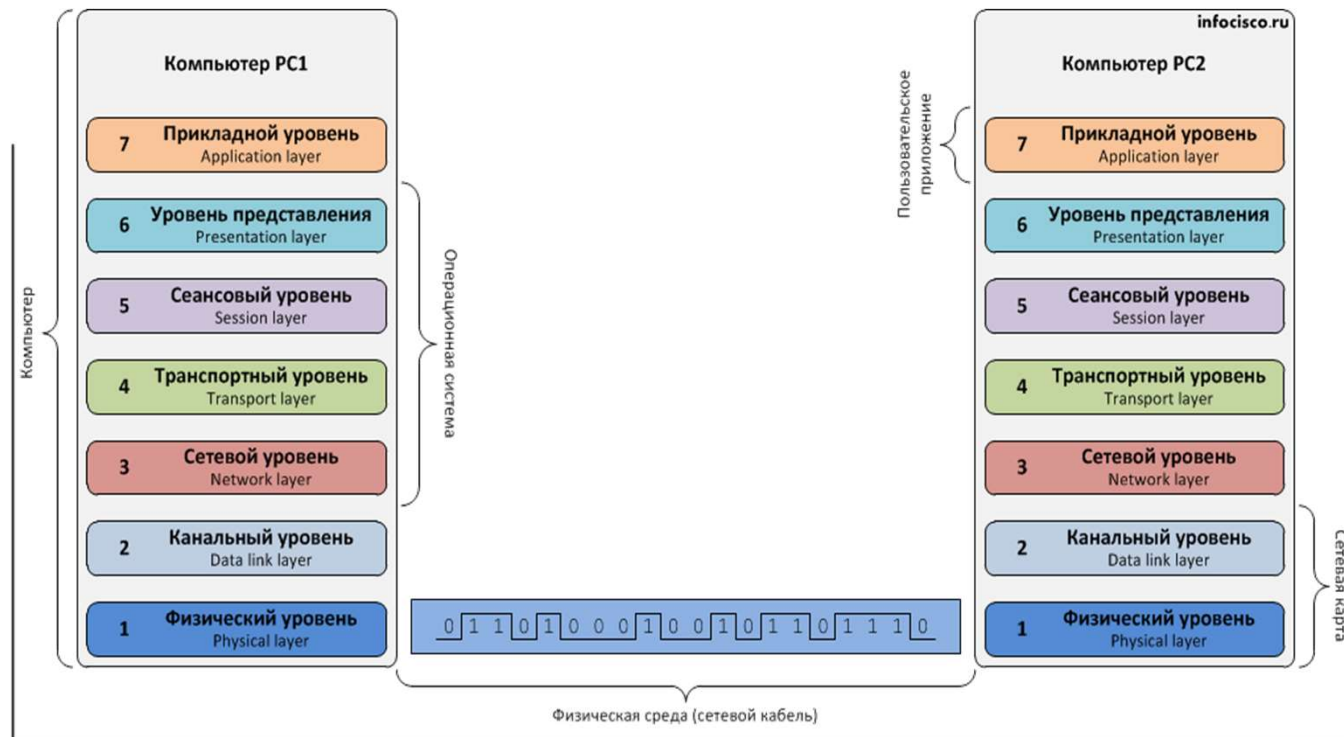 infocisco.ru
Компьютер PC1
Компьютер PC2
7
Прикладной уровень
Application layer
6
Уровень представления
Presentation layer
5
Сеансовый уровень
Session layer
4
Транспортный уровень
Transport layer
3
Сетевой уровень
Network layer
2
Канальный уровень
Data link layer
1
Физический уровень
Physical layer
Компьютер
Операционная система
0 1 1 0 1 0 0 0 1 0 0 1 0 1 1 0 1 1 1 0
Физическая среда (сетевой кабель)
Пользовательское
приложение
7
Прикладной уровень
Application layer
6
Уровень представления
Presentation layer
5
Сеансовый уровень
Session layer
4
Транспортный уровень
Transport layer
3
Сетевой уровень
Network layer
2
Канальный уровень
Data link layer
1
Физический уровень
Physical layer
Сетевая карта